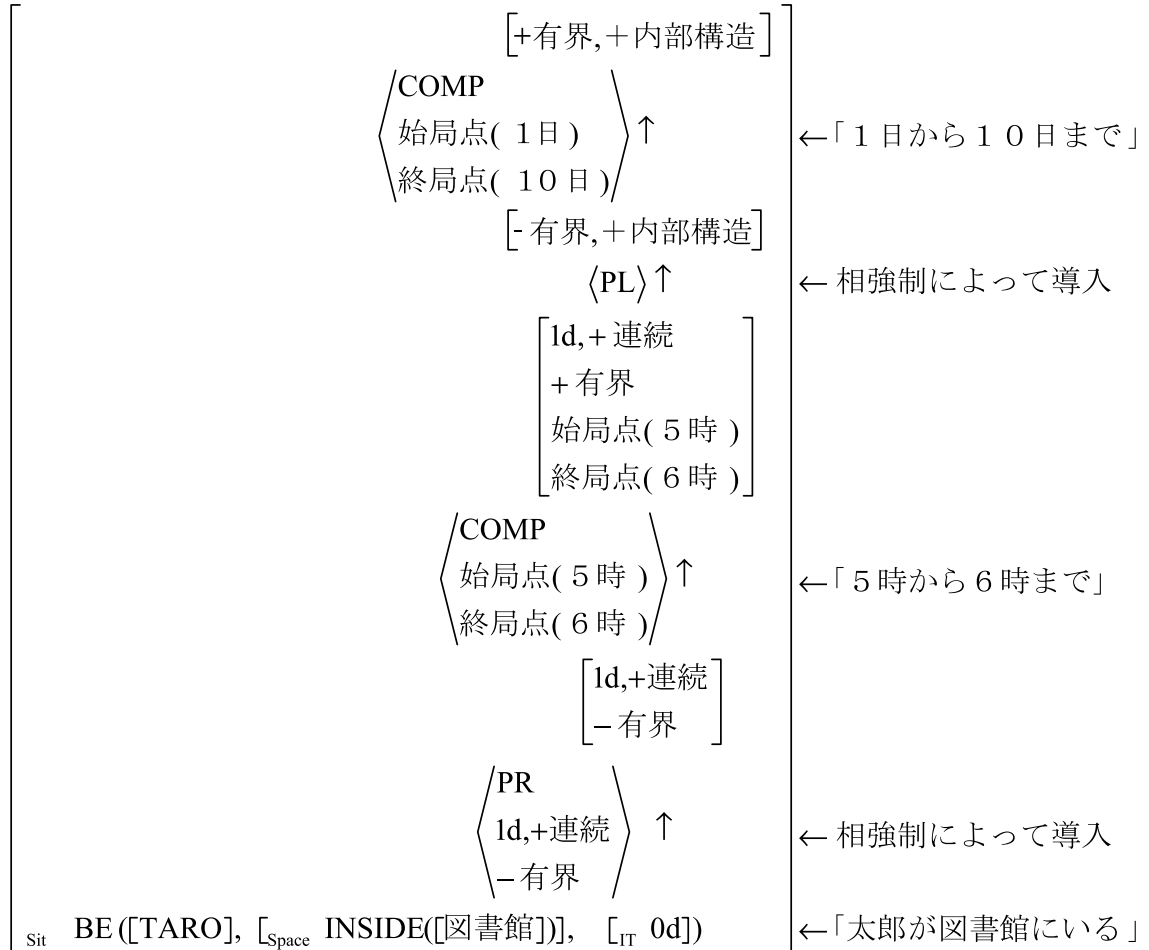 [+有界,＋内部構造]
COMP
始局点( 1日)
終局点( １０日)
↑
←「１日から１０日まで」
[-有界,＋内部構造]
〈PL〉↑
← 相強制によって導入
1d,+連続
+有界
始局点(５時 )
終局点(６時 )
COMP
始局点(５時 )
終局点(６時 )
↑
←「５時から６時まで」
1d,+連続
−有界
PR
1d,+連続
−有界
↑
← 相強制によって導入
Sit BE([TARO], [Space INSIDE([図書館])], [IT 0d]) ←「太郎が図書館にいる」